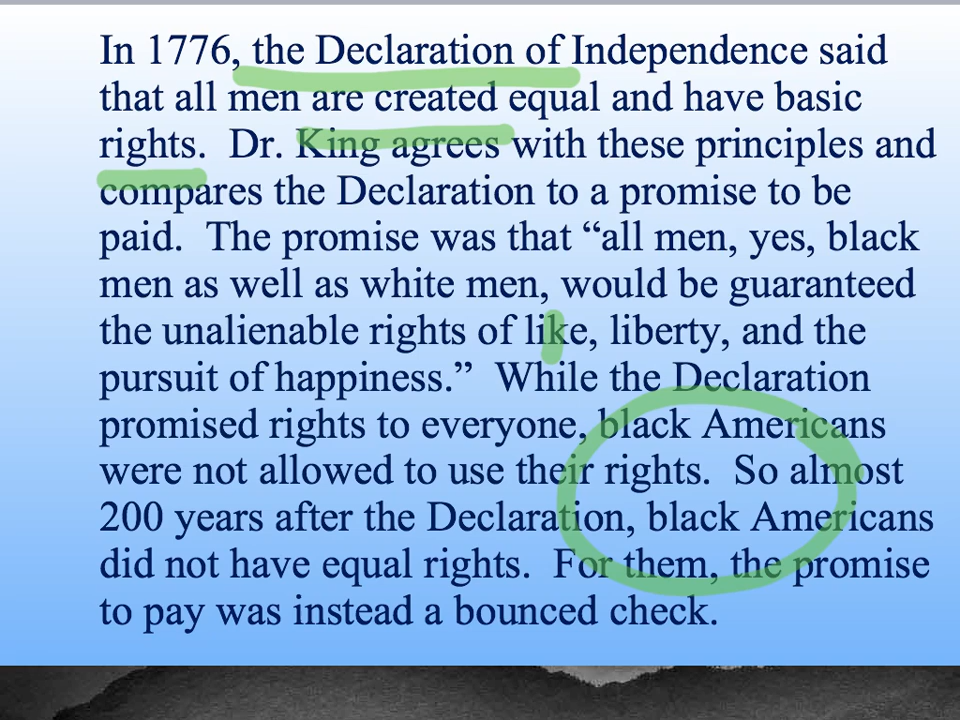 In 1776, the Declaration of Independence said
that all men are created equal and have basic
rights.  Dr. King agrees with these principles and
compares the Declaration to a promise to be
paid.  The promise was that “all men, yes, black
men as well as white men, would be guaranteed
the unalienable rights of like, liberty, and the
pursuit of happiness.”  While the Declaration
promised rights to everyone, black Americans
were not allowed to use their rights.  So almost
200 years after the Declaration, black Americans
did not have equal rights.  For them, the promise
to pay was instead a bounced check.